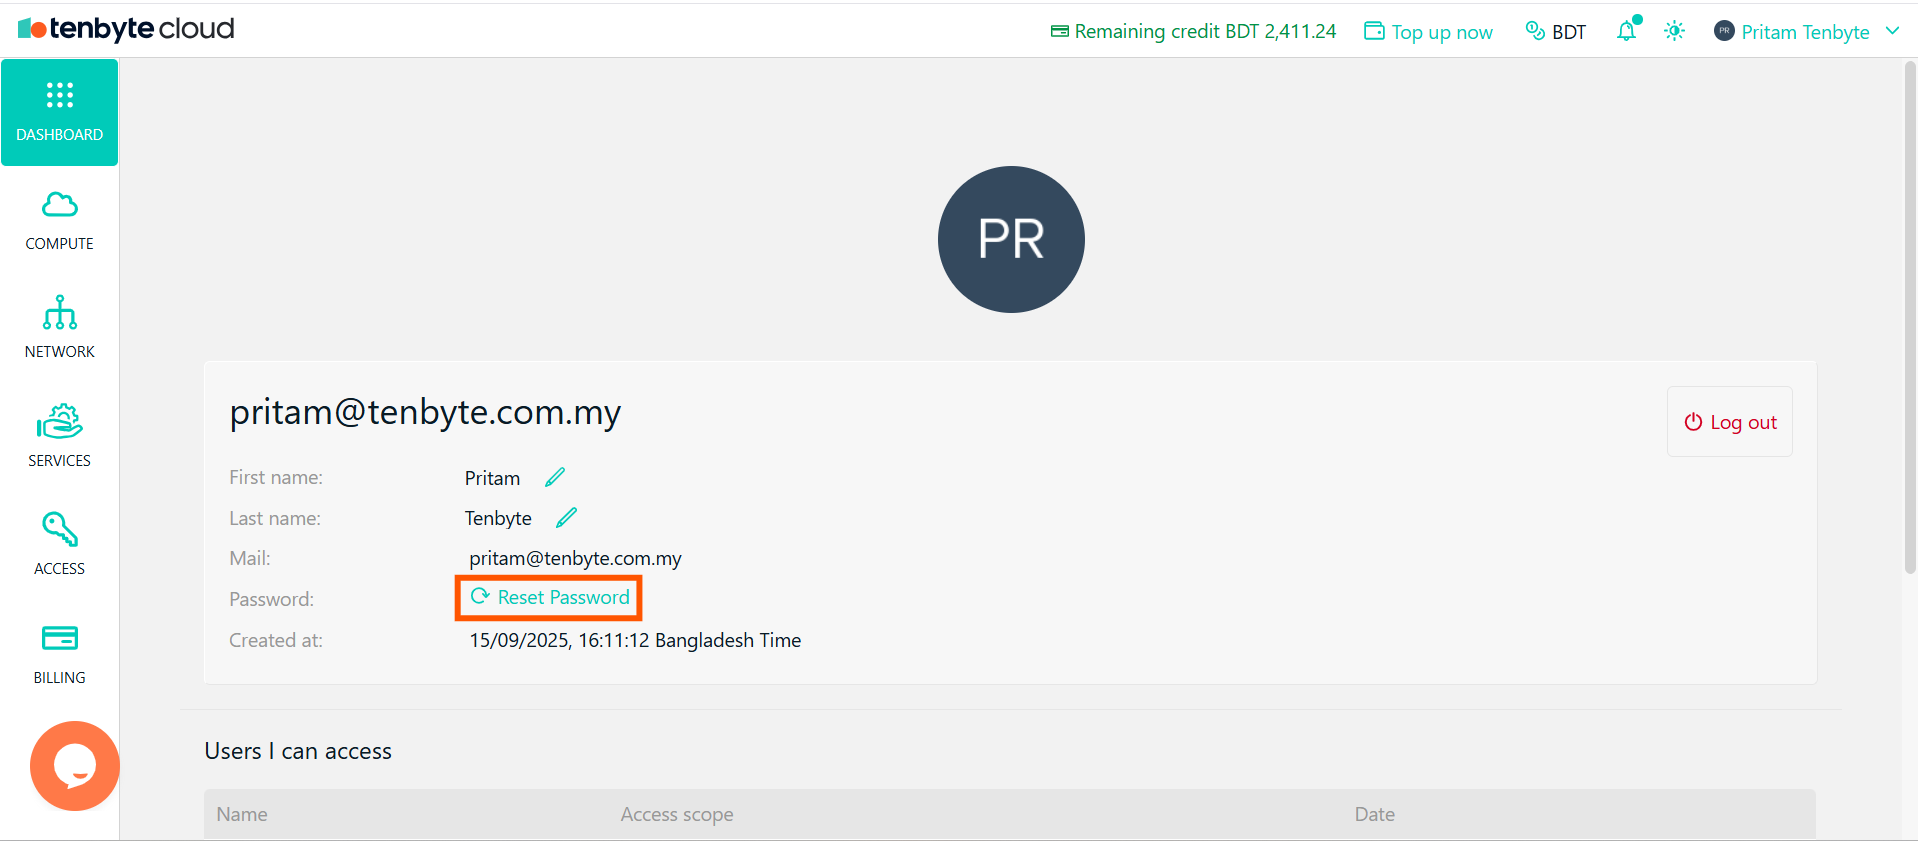 tenbyte cloud
Remaining credit BDT 2,411.24
Top up now
BDT
PR
Pritam Tenbyte
DASHBOARD
COMPUTE
NETWORK
SERVICES
ACCESS
BILLING
PR
pritam@tenbyte.com.my
Log out
First name: Pritam
Last name: Tenbyte
Mail: pritam@tenbyte.com.my
Password: Reset Password
Created at: 15/09/2025, 16:11:12 Bangladesh Time
Users I can access
Name Access scope Date